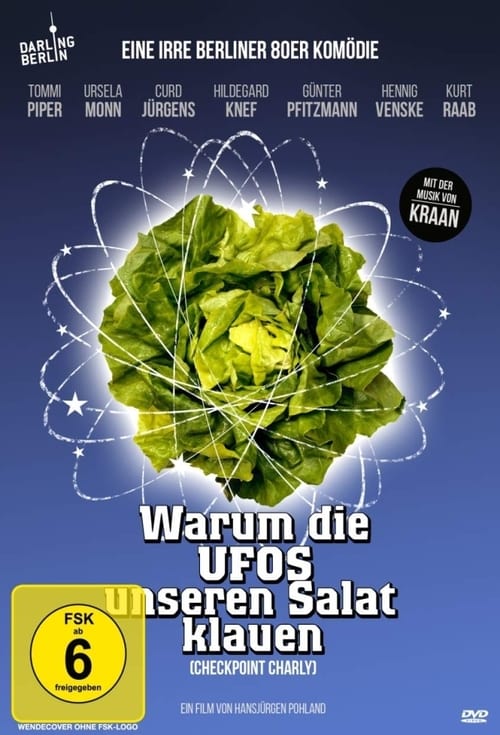 DARLING
BERLIN
EINE IRRE BERLINER 80ER KOMÖDIE
TOMMI PIPER
URSELA MONN
CURD JÜRGENS
HILDEGARD KNEF
GÜNTER PFITZMANN
HENNIG VENSKE
KURT RAAB
MIT DER
MUSIK VON
KRAAN
Warum die
UFOS
unseren Salat
klauen
(CHECKPOINT CHARLY)
FSK
ab
6
freigegeben
WENDECOVER OHNE FSK-LOGO
EIN FILM VON HANSJÜRGEN POHLAND
DVD
VIDEO